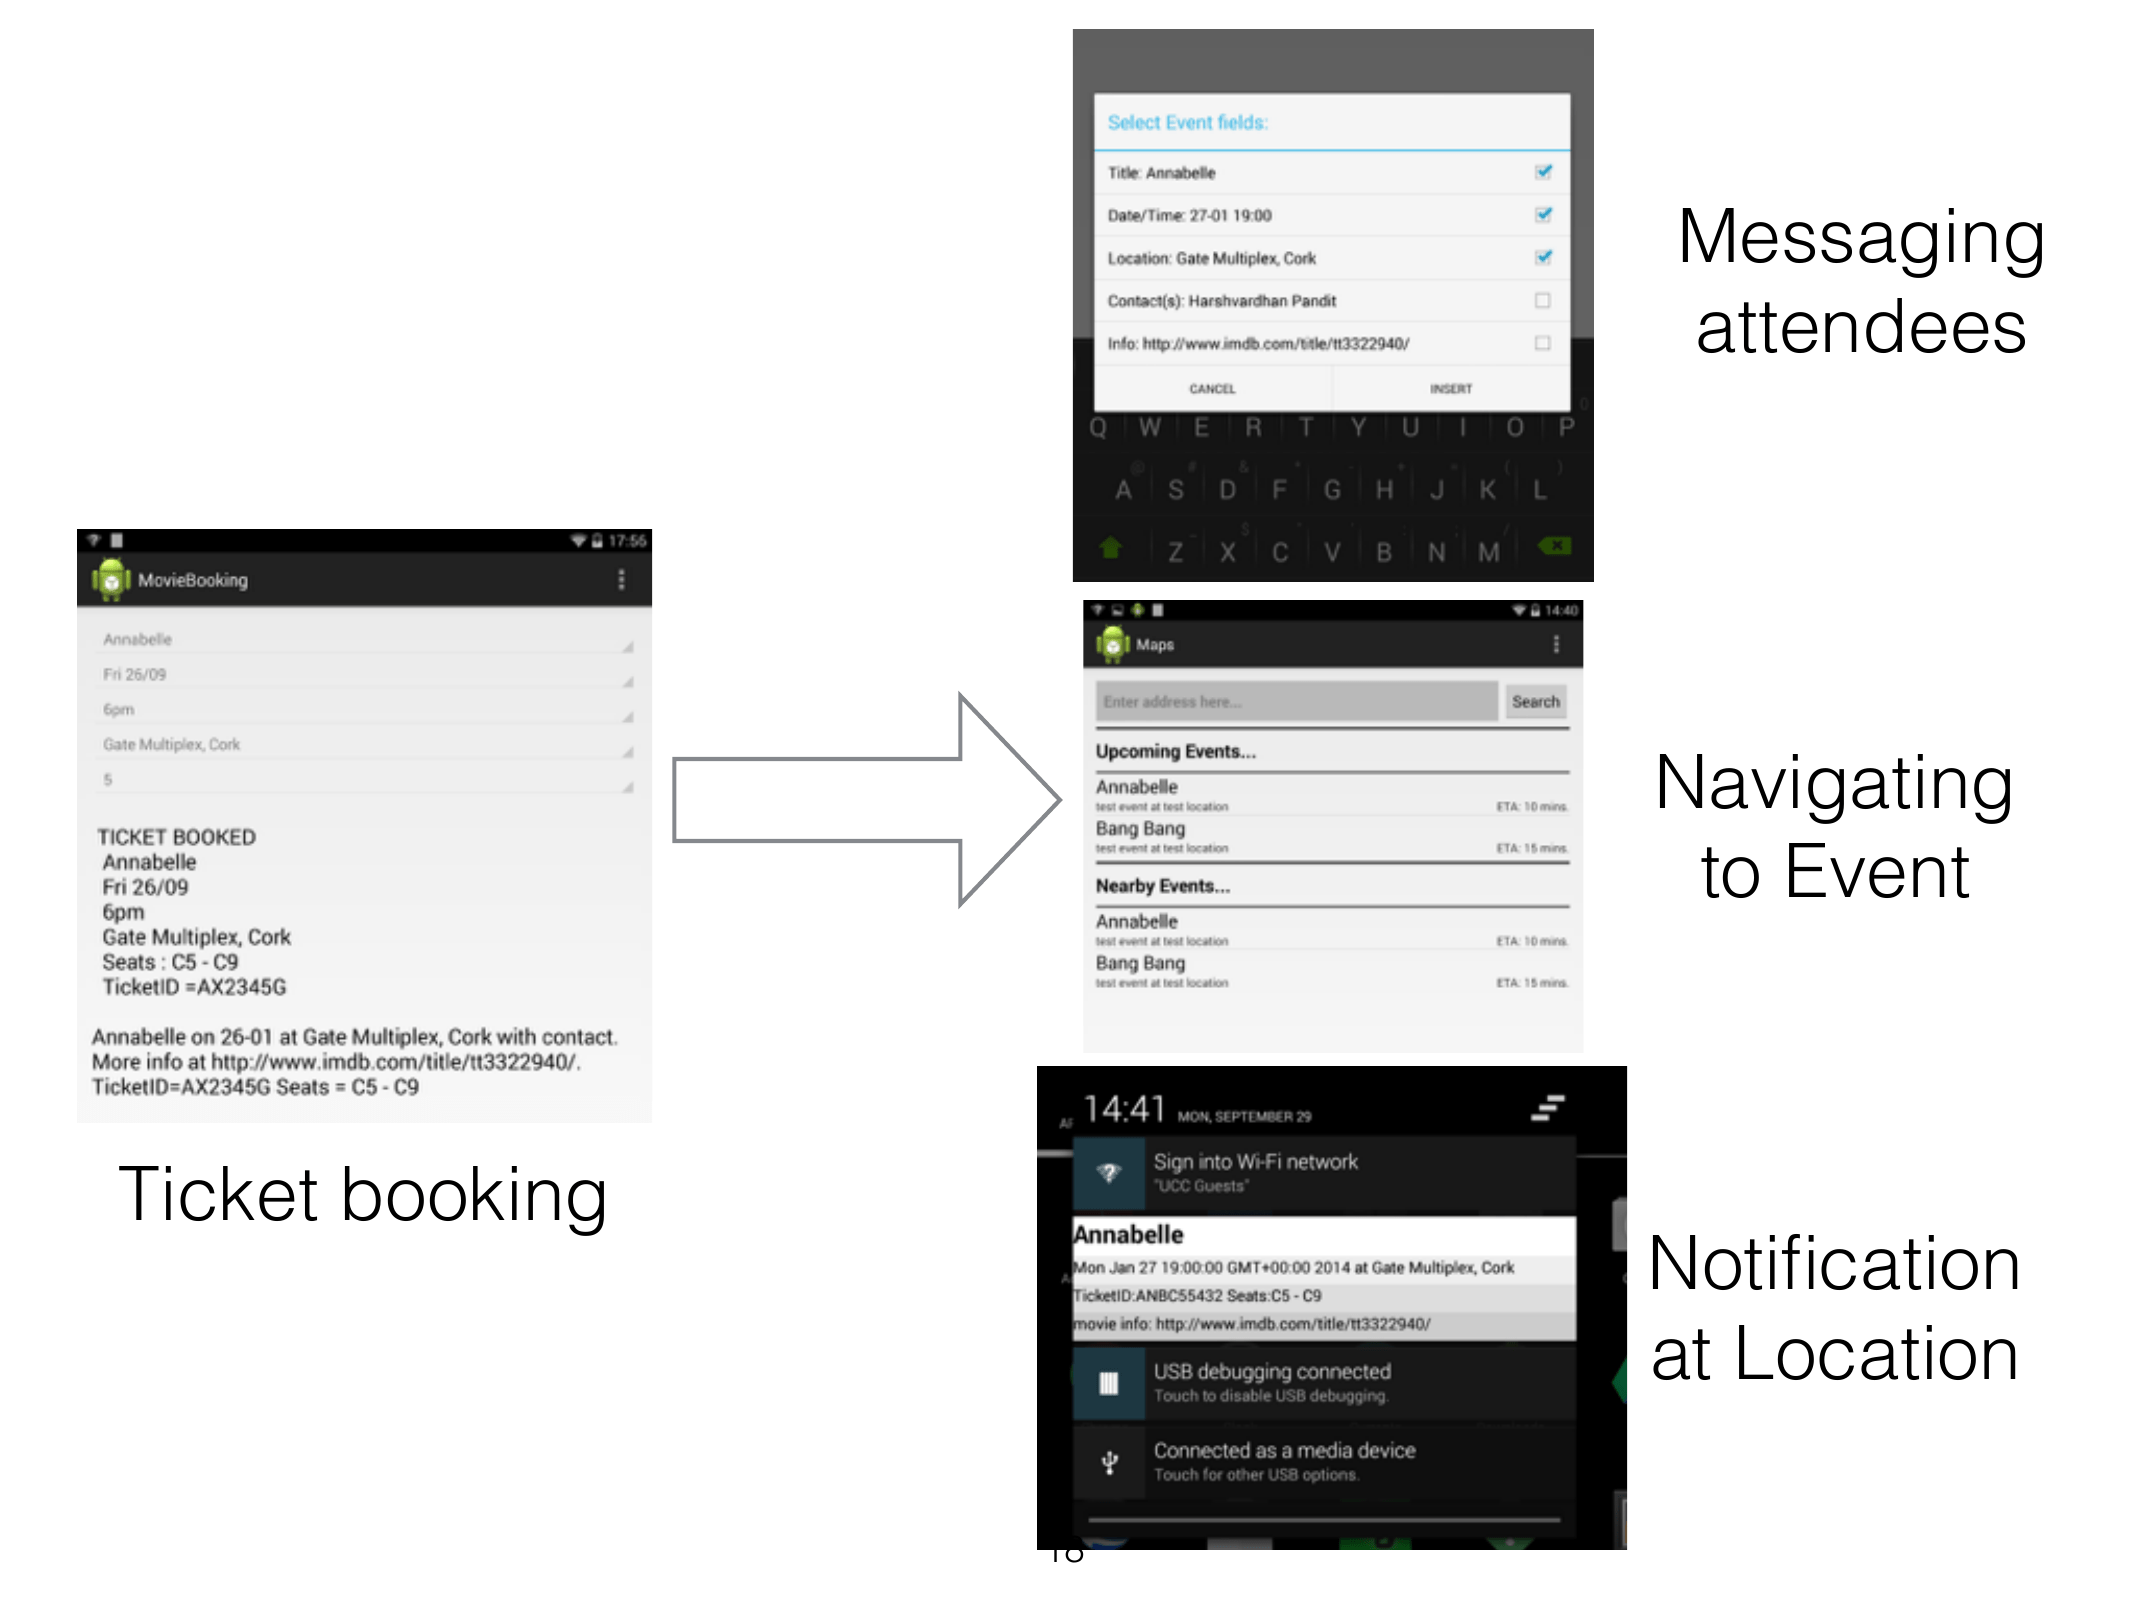 Select Event fields:
Title: Annabelle
Date/Time: 27-01 19:00
Location: Gate Multiplex, Cork
Contact(s): Harshvardhan Pandit
Info: http://www.imdb.com/title/tt3322940/
CANCEL INSERT
Q W E R T Y U I O P
A S D F G H J K L
Z X C V B N M
Messaging
attendees
17:56
MovieBooking
Annabelle
Fri 26/09
6pm
Gate Multiplex, Cork
5
TICKET BOOKED
Annabelle
Fri 26/09
6pm
Gate Multiplex, Cork
Seats : C5 - C9
TicketID =AX2345G
Annabelle on 26-01 at Gate Multiplex, Cork with contact.
More info at http://www.imdb.com/title/tt3322940/.
TicketID=AX2345G Seats = C5 - C9
Ticket booking
14:40
Maps
Enter address here... Search
Upcoming Events...
Annabelle
test event at test location ETA: 10 mins.
Bang Bang
test event at test location ETA: 15 mins.
Nearby Events...
Annabelle
test event at test location ETA: 10 mins.
Bang Bang
test event at test location ETA: 15 mins.
Navigating
to Event
14:41 MON, SEPTEMBER 29
Sign into Wi-Fi network
"UCC Guests"
Annabelle
Mon Jan 27 19:00:00 GMT+00:00 2014 at Gate Multiplex, Cork
TicketID:ANBC55432 Seats:C5 - C9
movie info: http://www.imdb.com/title/tt3322940/
USB debugging connected
Touch to disable USB debugging.
Connected as a media device
Touch for other USB options.
Notification
at Location